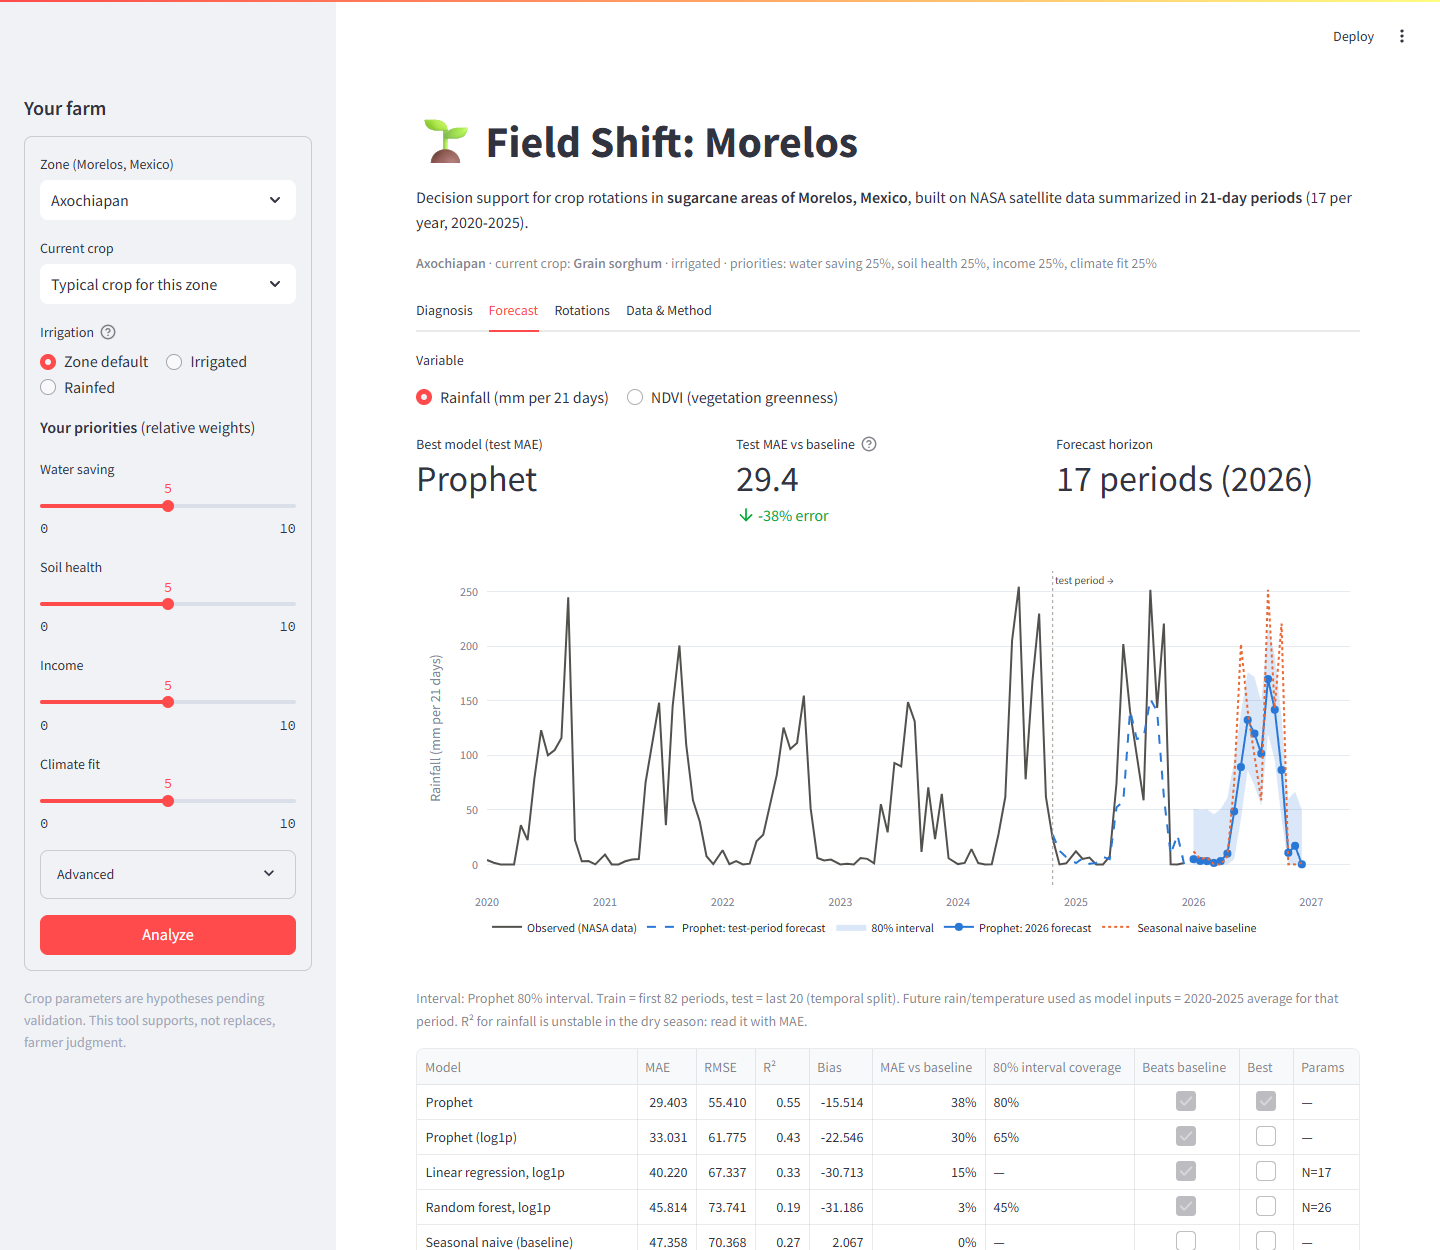 Deploy
Your farm
Zone (Morelos, Mexico)
Axochiapan
Current crop
Typical crop for this zone
Irrigation
Zone default
Irrigated
Rainfed
Your priorities (relative weights)
Water saving
5
0 10
Soil health
5
0 10
Income
5
0 10
Climate fit
5
0 10
Advanced
Analyze
Crop parameters are hypotheses pending
validation. This tool supports, not replaces,
farmer judgment.
Field Shift: Morelos
Decision support for crop rotations in sugarcane areas of Morelos, Mexico, built on NASA satellite data summarized in 21-day periods (17 per
year, 2020-2025).
Axochiapan · current crop: Grain sorghum · irrigated · priorities: water saving 25%, soil health 25%, income 25%, climate fit 25%
Diagnosis Forecast Rotations Data & Method
Variable
Rainfall (mm per 21 days) NDVI (vegetation greenness)
Best model (test MAE)
Prophet
Test MAE vs baseline
29.4
↓ -38% error
Forecast horizon
17 periods (2026)
test period →
Rainfall (mm per 21 days)
250
200
150
100
50
0
2020 2021 2022 2023 2024 2025 2026 2027
Observed (NASA data) Prophet: test-period forecast 80% interval Prophet: 2026 forecast Seasonal naive baseline
Interval: Prophet 80% interval. Train = first 82 periods, test = last 20 (temporal split). Future rain/temperature used as model inputs = 2020-2025 average for that
period. R² for rainfall is unstable in the dry season: read it with MAE.
Model MAE RMSE R² Bias MAE vs baseline 80% interval coverage Beats baseline Best Params
Prophet 29.403 55.410 0.55 -15.514 38% 80% —
Prophet (log1p) 33.031 61.775 0.43 -22.546 30% 65% —
Linear regression, log1p 40.220 67.337 0.33 -30.713 15% — N=17
Random forest, log1p 45.814 73.741 0.19 -31.186 3% 45% N=26
Seasonal naive (baseline) 47.358 70.368 0.27 2.067 0% — —